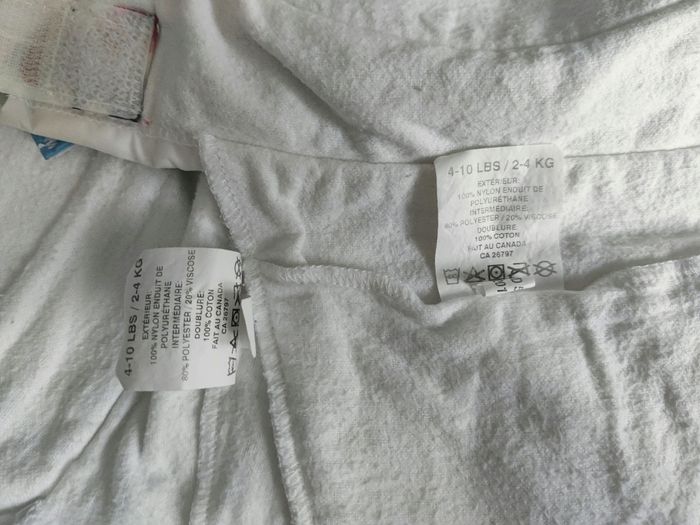 4-10 LBS / 2-4 KG
EXTÉRIEUR:
100% NYLON ENDUIT DE
POLYURÉTHANE
INTERMÉDIAIRE:
80% POLYESTER / 20% VISCOSE
DOUBLURE:
100% COTON
FAIT AU CANADA
CA 26797
4-10 LBS / 2-4 KG
EXTÉRIEUR:
100% NYLON ENDUIT DE
POLYURÉTHANE
INTERMÉDIAIRE:
80% POLYESTER / 20% VISCOSE
DOUBLURE:
100% COTON
FAIT AU CANADA
CA 26797